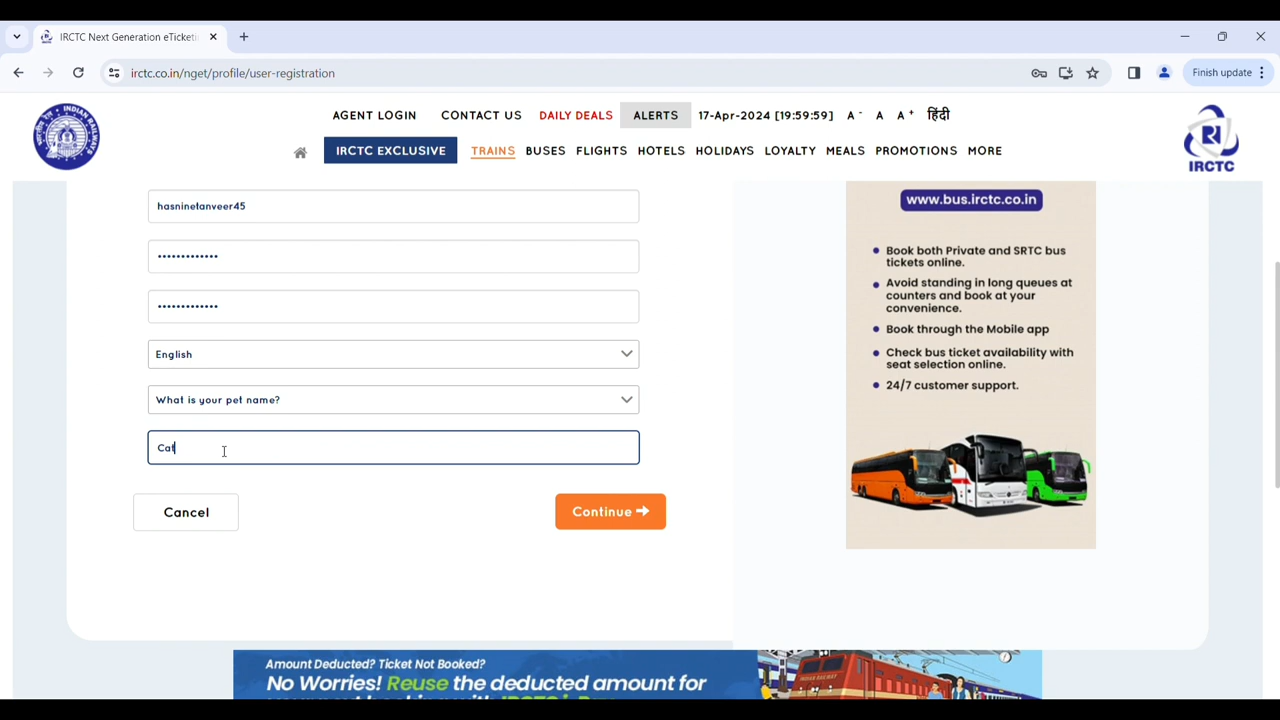 IRCTC Next Generation eTicketi
irctc.co.in/nget/profile/user-registration
Finish update
INDIAN RAILWAYS
AGENT LOGIN CONTACT US DAILY DEALS ALERTS 17-Apr-2024 [19:59:59] A - A A + हिंदी
IRCTC EXCLUSIVE TRAINS BUSES FLIGHTS HOTELS HOLIDAYS LOYALTY MEALS PROMOTIONS MORE
IRCTC
hasninetanveer45
•••••••••••••
•••••••••••••
English
What is your pet name?
Cat
Cancel
Continue
www.bus.irctc.co.in
• Book both Private and SRTC bus
tickets online.
• Avoid standing in long queues at
counters and book at your
convenience.
• Book through the Mobile app
• Check bus ticket availability with
seat selection online.
• 24/7 customer support.
Amount Deducted? Ticket Not Booked?
No Worries! Reuse the deducted amount for